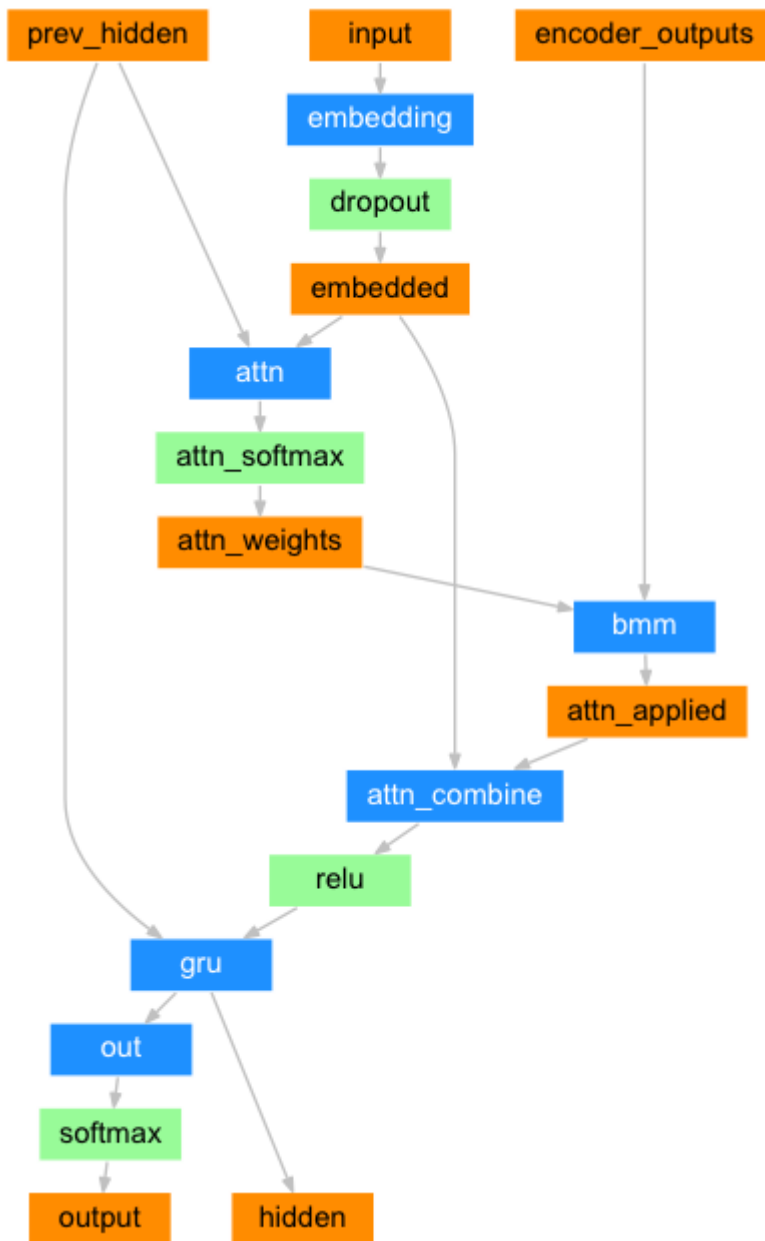 prev_hidden
input
encoder_outputs
embedding
dropout
embedded
attn
attn_softmax
attn_weights
bmm
attn_applied
attn_combine
relu
gru
out
softmax
output
hidden